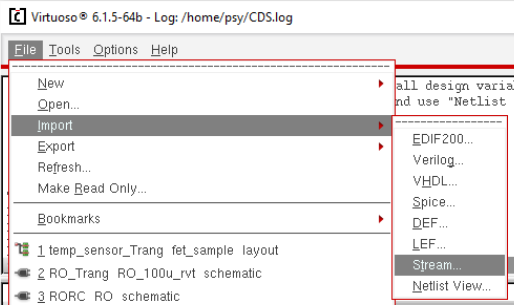 Virtuoso® 6.1.5-64b - Log: /home/psy/CDS.log
File Tools Options Help
New
Open...
Import
Export
Refresh...
Make Read Only...
Bookmarks
1 temp_sensor_Trang fet_sample layout
2 RO_Trang RO_100u_rvt schematic
3 RORC RO schematic
all design varia
nd use "Netlist
EDIF200...
Verilog...
VHDL...
Spice...
DEF...
LEF...
Stream...
Netlist View...